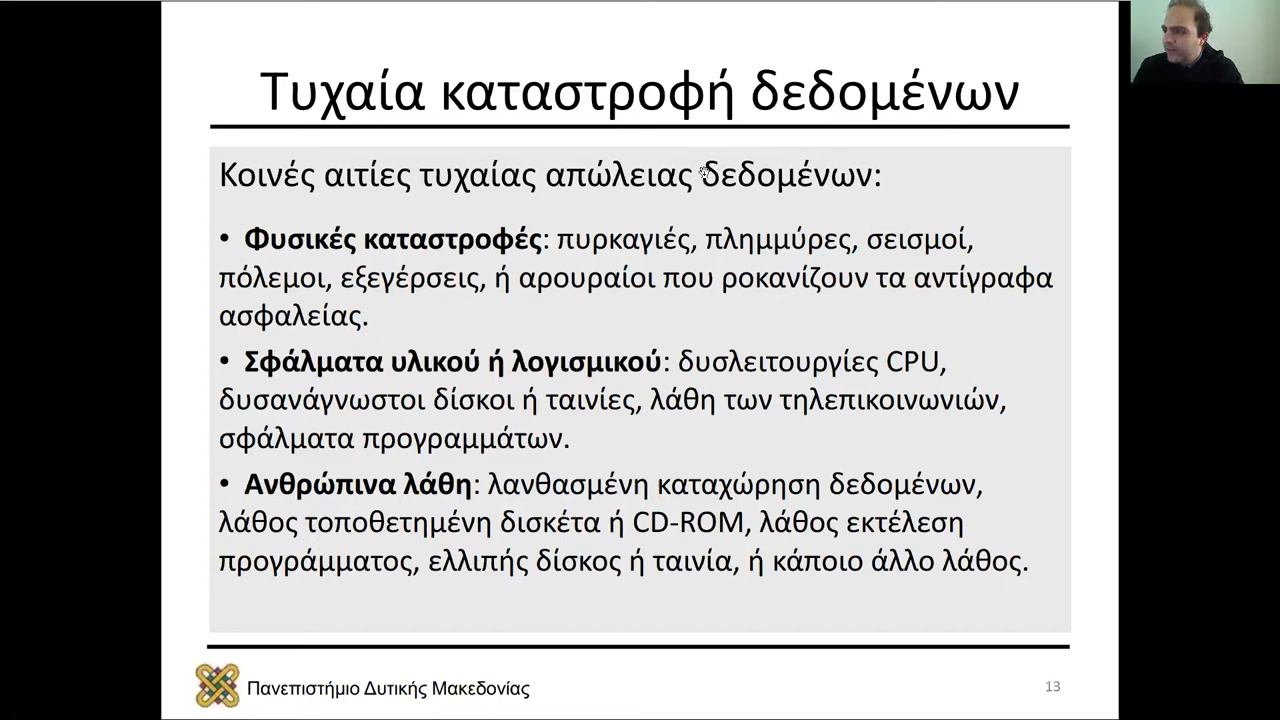 Τυχαία καταστροφή δεδομένων
Κοινές αιτίες τυχαίας απώλειας δεδομένων:
• Φυσικές καταστροφές: πυρκαγιές, πλημμύρες, σεισμοί,
πόλεμοι, εξεγέρσεις, ή αρουραίοι που ροκανίζουν τα αντίγραφα
ασφαλείας.
• Σφάλματα υλικού ή λογισμικού: δυσλειτουργίες CPU,
δυσανάγνωστοι δίσκοι ή ταινίες, λάθη των τηλεπικοινωνιών,
σφάλματα προγραμμάτων.
• Ανθρώπινα λάθη: λανθασμένη καταχώρηση δεδομένων,
λάθος τοποθετημένη δισκέτα ή CD-ROM, λάθος εκτέλεση
προγράμματος, ελλιπής δίσκος ή ταινία, ή κάποιο άλλο λάθος.
Πανεπιστήμιο Δυτικής Μακεδονίας
13